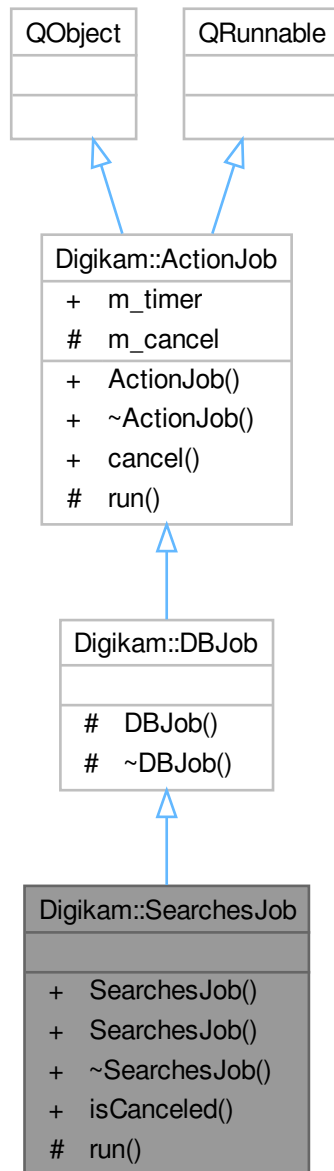 QObject
QRunnable
Digikam::ActionJob
+ m_timer
# m_cancel
+ ActionJob()
+ ~ActionJob()
+ cancel()
# run()
Digikam::DBJob
# DBJob()
# ~DBJob()
Digikam::SearchesJob
+ SearchesJob()
+ SearchesJob()
+ ~SearchesJob()
+ isCanceled()
# run()